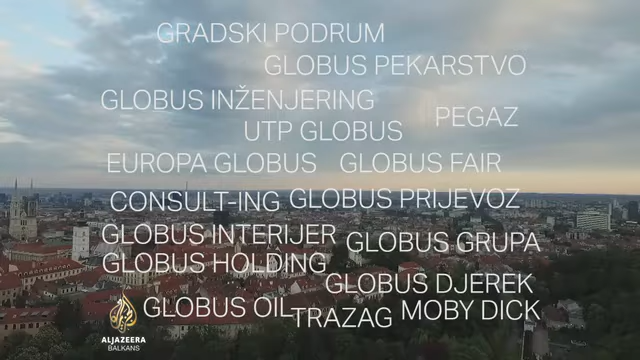 GRADSKI PODRUM
GLOBUS PEKARSTVO
GLOBUS INŽENJERING
PEGAZ
UTP GLOBUS
EUROPA GLOBUS
GLOBUS FAIR
CONSULT-ING
GLOBUS PRIJEVOZ
GLOBUS INTERIJER
GLOBUS GRUPA
GLOBUS HOLDING
GLOBUS DJEREK
GLOBUS OIL
TRAZAG
MOBY DICK
ALJAZEERA
BALKANS